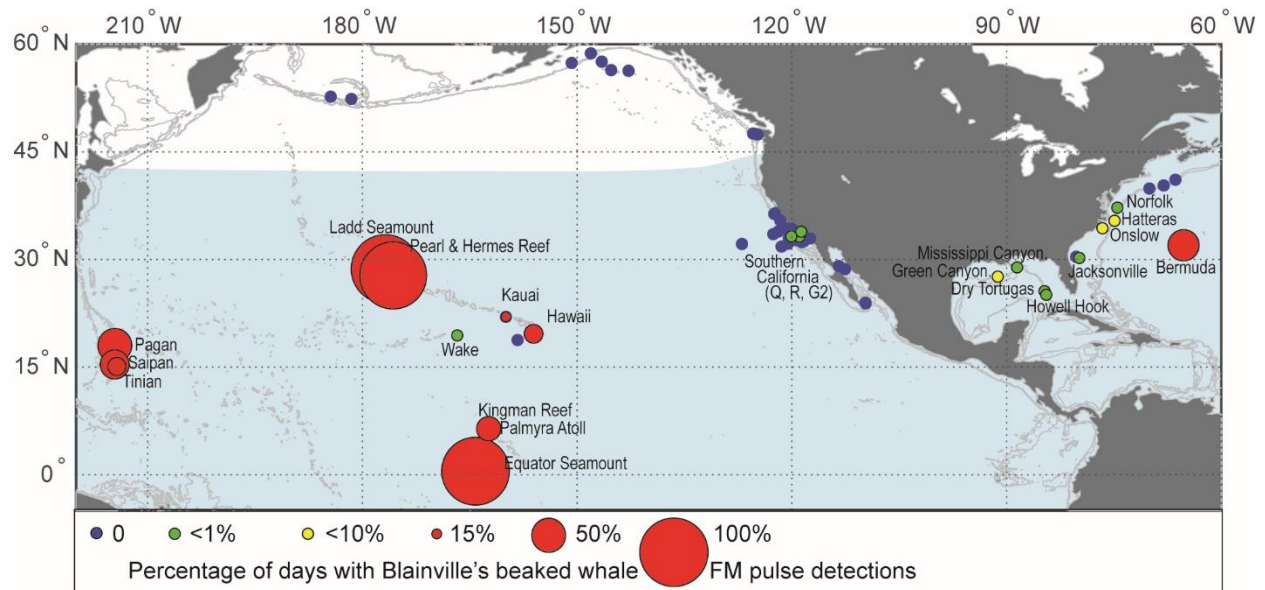 210° W 180° W 150° W 120° W 90° W 60° W
60° N
45° N
30° N
15° N
0°
Ladd Seamount
Pearl & Hermes Reef
Kauai
Hawaii
Wake
Pagan
Saipan
Tinian
Kingman Reef
Palmyra Atoll
Equator Seamount
Southern
California
(Q, R, G2)
Mississippi Canyon.
Green Canyon.
Dry Tortugas
Howell Hook
Jacksonville
Norfolk
Hatteras
Onslow
Bermuda
0 <1% <10% 15% 50% 100%
Percentage of days with Blainville's beaked whale FM pulse detections